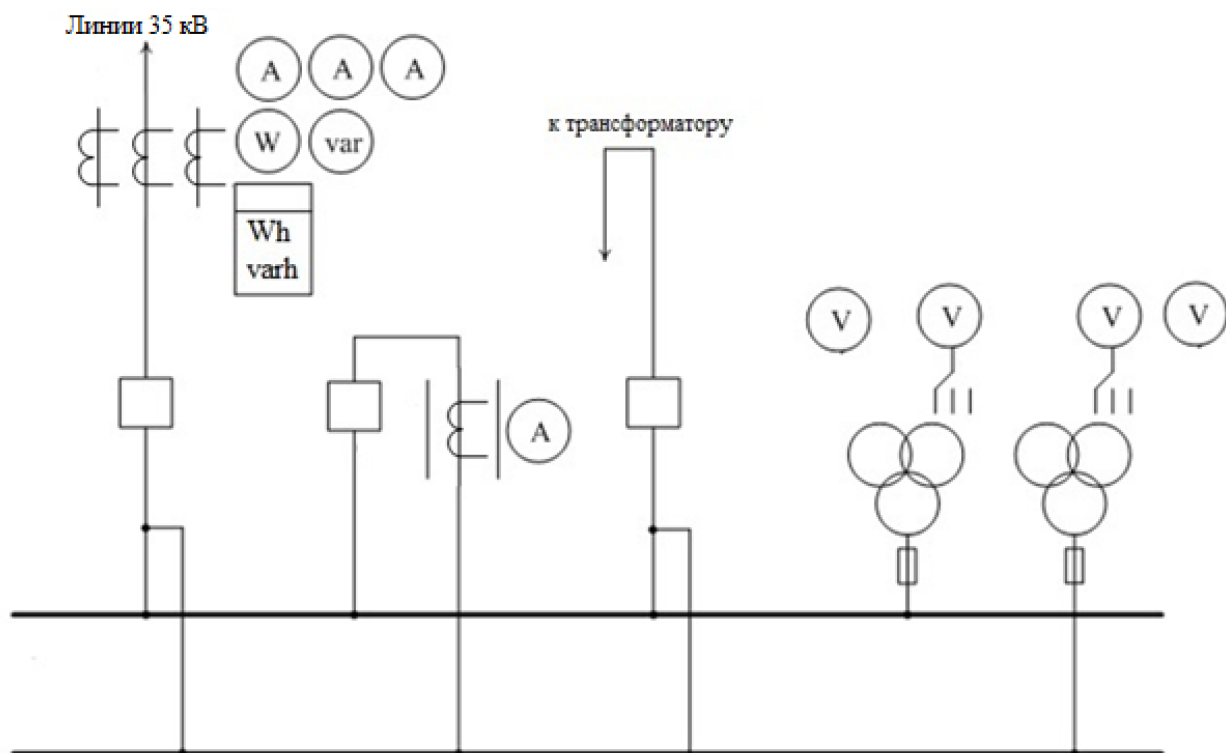 Линии 35 кВ
A A A
W var
к трансформатору
Wh
varh
V V V V
A